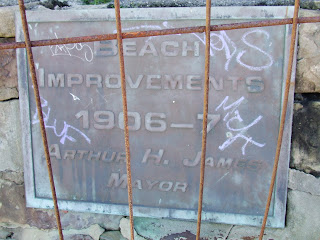 BEACH
IMPROVEMENTS
1906-7
ARTHUR H. JAMES
MAYOR